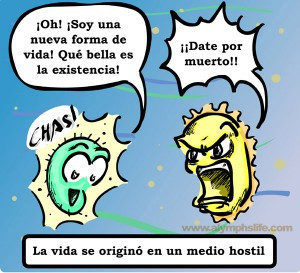 ¡Oh! ¡Soy una
nueva forma de
vida! Qué bella es
la existencia!
¡¡Date por
muerto!!
CHAS!
www.olymphslife.com
La vida se originó en un medio hostil